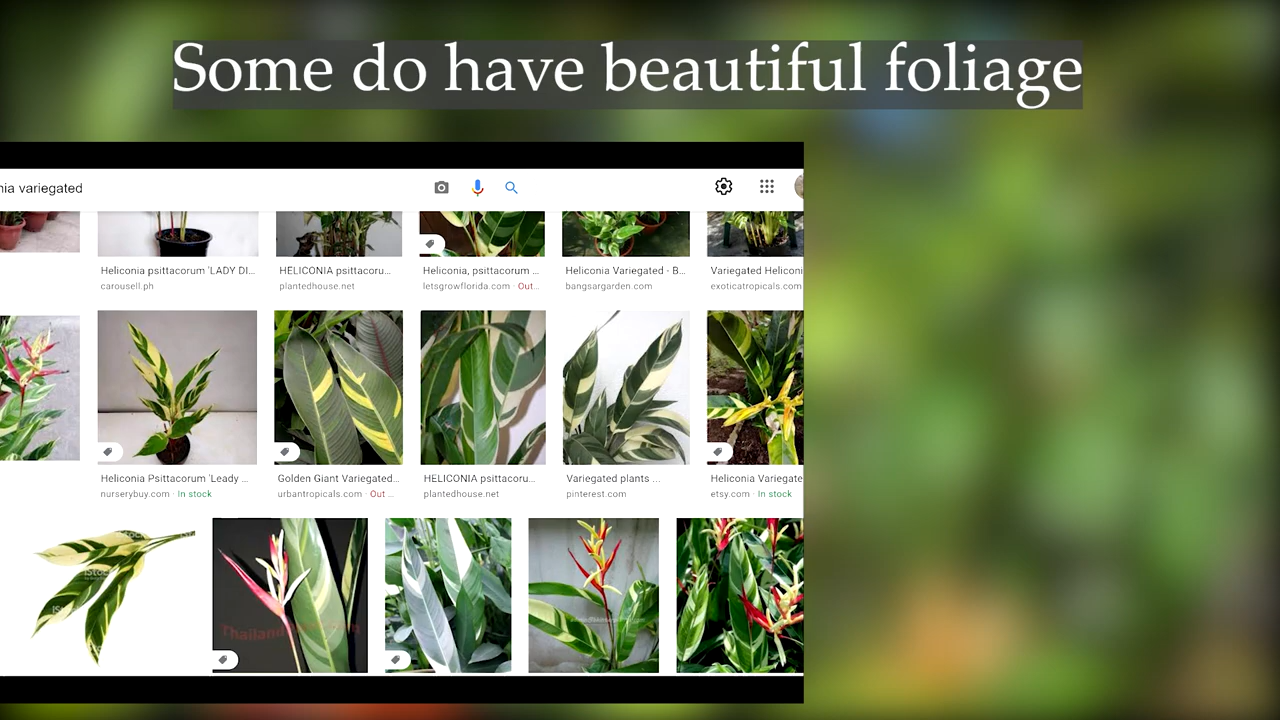 Some do have beautiful foliage
nia variegated
Heliconia psittacorum 'LADY DI...
carousell.ph
HELICONIA psittacoru...
plantedhouse.net
Heliconia, psittacorum ...
letsgrowflorida.com · Out...
Heliconia Variegated - B...
bangsargarden.com
Variegated Heliconi
exoticatropicals.com
Heliconia Psittacorum 'Leady ...
nurserybuy.com · In stock
Golden Giant Variegated...
urbantropicals.com · Out ...
HELICONIA psittacoru...
plantedhouse.net
Variegated plants ...
pinterest.com
Heliconia Variegate
etsy.com · In stock
iStock